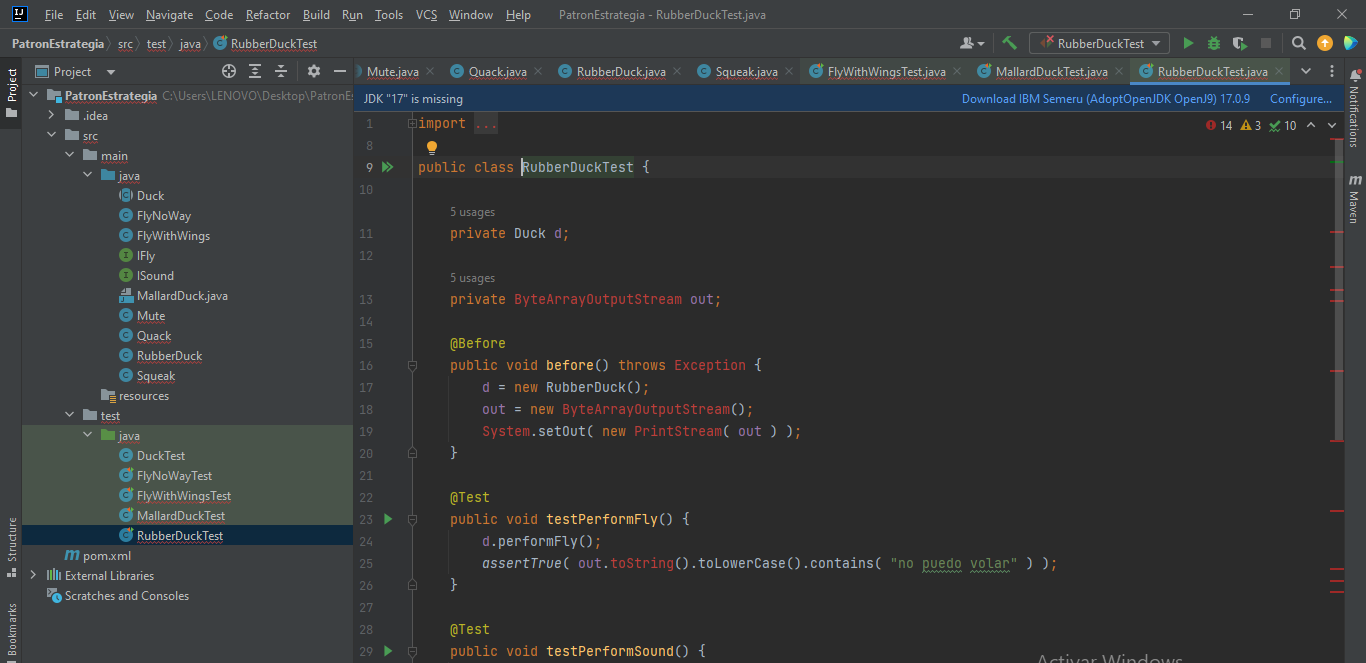 File Edit View Navigate Code Refactor Build Run Tools VCS Window Help PatronEstrategia - RubberDuckTest.java
PatronEstrategia src test java RubberDuckTest RubberDuckTest
Project
Mute.java Quack.java RubberDuck.java Squeak.java FlyWithWingsTest.java MallardDuckTest.java RubberDuckTest.java
PatronEstrategia C:\Users\LENOVO\Desktop\PatronEs
.idea
src
main
java
Duck
FlyNoWay
FlyWithWings
IFly
ISound
MallardDuck.java
Mute
Quack
RubberDuck
Squeak
resources
test
java
DuckTest
FlyNoWayTest
FlyWithWingsTest
MallardDuckTest
RubberDuckTest
pom.xml
External Libraries
Scratches and Consoles
Project
Structure
Bookmarks
JDK "17" is missing Download IBM Semeru (AdoptOpenJDK OpenJ9) 17.0.9 Configure...
14 3 10
1 import ...
8
9 public class RubberDuckTest {
10
5 usages
11 private Duck d;
12
5 usages
13 private ByteArrayOutputStream out;
14
15 @Before
16 public void before() throws Exception {
17 d = new RubberDuck();
18 out = new ByteArrayOutputStream();
19 System.setOut( new PrintStream( out ) );
20 }
21
22 @Test
23 public void testPerformFly() {
24 d.performFly();
25 assertTrue( out.toString().toLowerCase().contains( "no puedo volar" ) );
26 }
27
28 @Test
29 public void testPerformSound() {
Notifications
Maven
Activar Windows